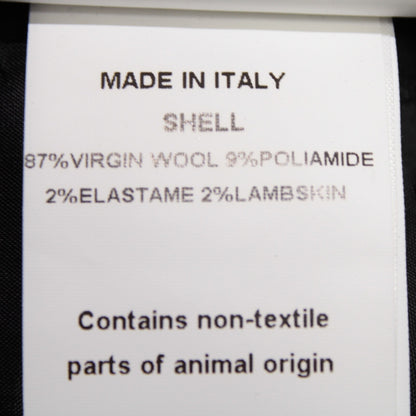 MADE IN ITALY
SHELL
87%VIRGIN WOOL 9%POLIAMIDE
2%ELASTAME 2%LAMBSKIN
Contains non-textile
parts of animal origin